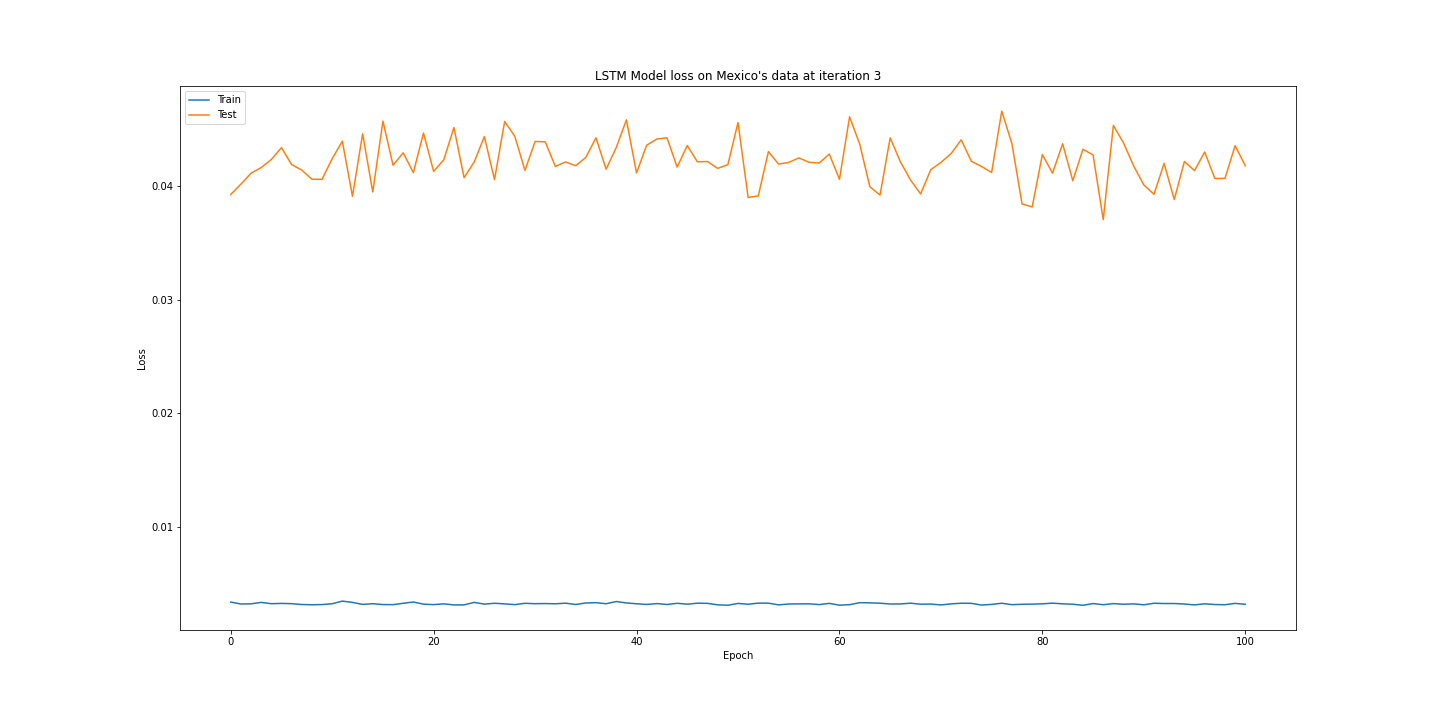 LSTM Model loss on Mexico's data at iteration 3
Train
Test
0.04
0.03
0.02
0.01
Loss
0 20 40 60 80 100
Epoch